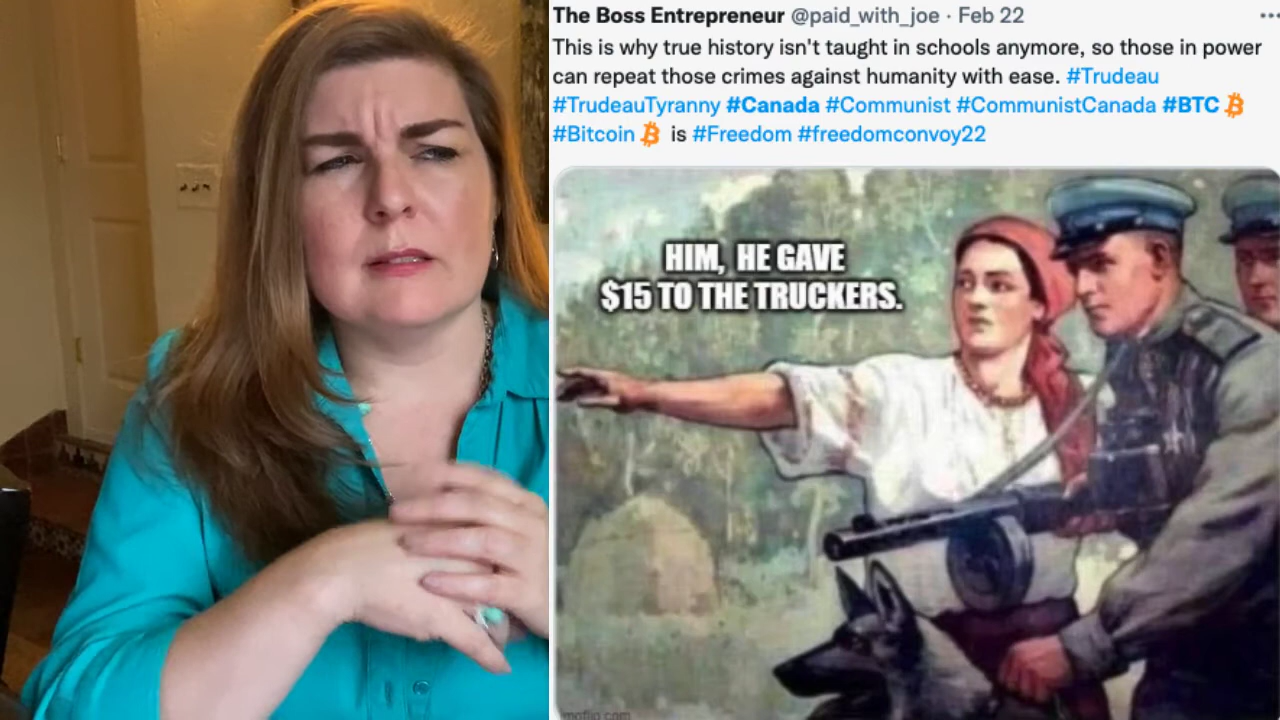 The Boss Entrepreneur @paid_with_joe · Feb 22
This is why true history isn't taught in schools anymore, so those in power
can repeat those crimes against humanity with ease. #Trudeau
#TrudeauTyranny #Canada #Communist #CommunistCanada #BTC
#Bitcoin is #Freedom #freedomconvoy22
HIM, HE GAVE
$15 TO THE TRUCKERS.